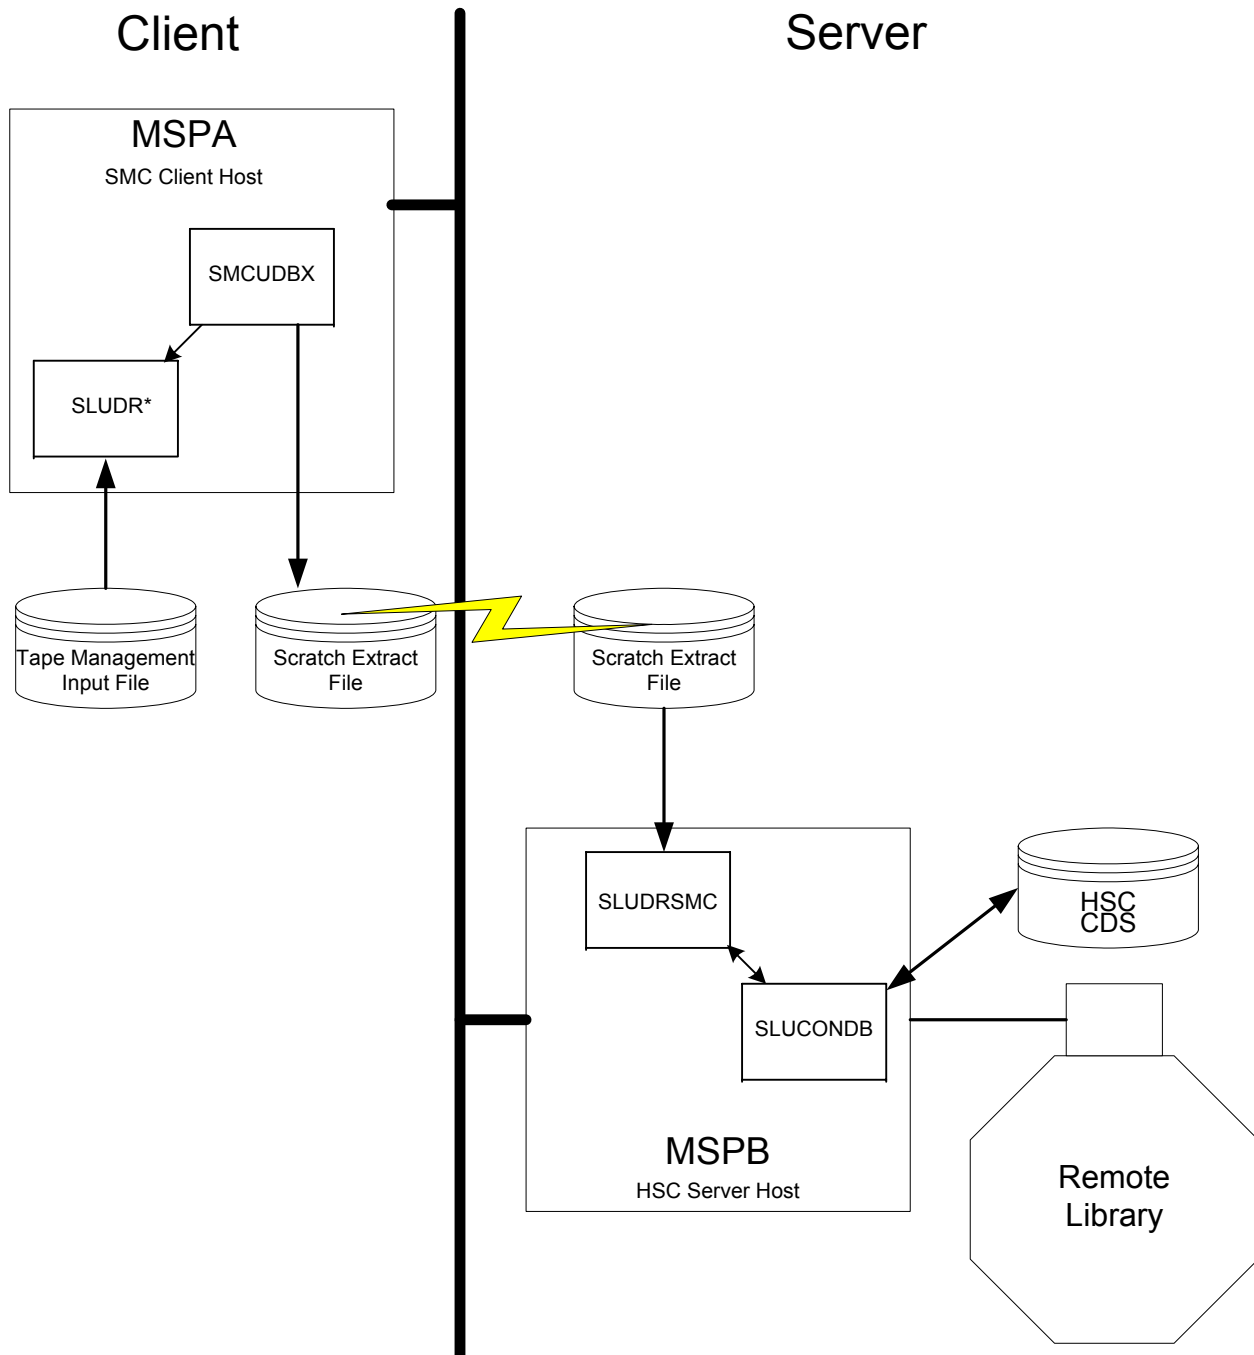 Client
Server
MSPA
SMC Client Host
SMCUDBX
SLUDR*
Tape Management
Input File
Scratch Extract
File
Scratch Extract
File
SLUDRSMC
HSC
CDS
SLUCONDB
MSPB
HSC Server Host
Remote
Library